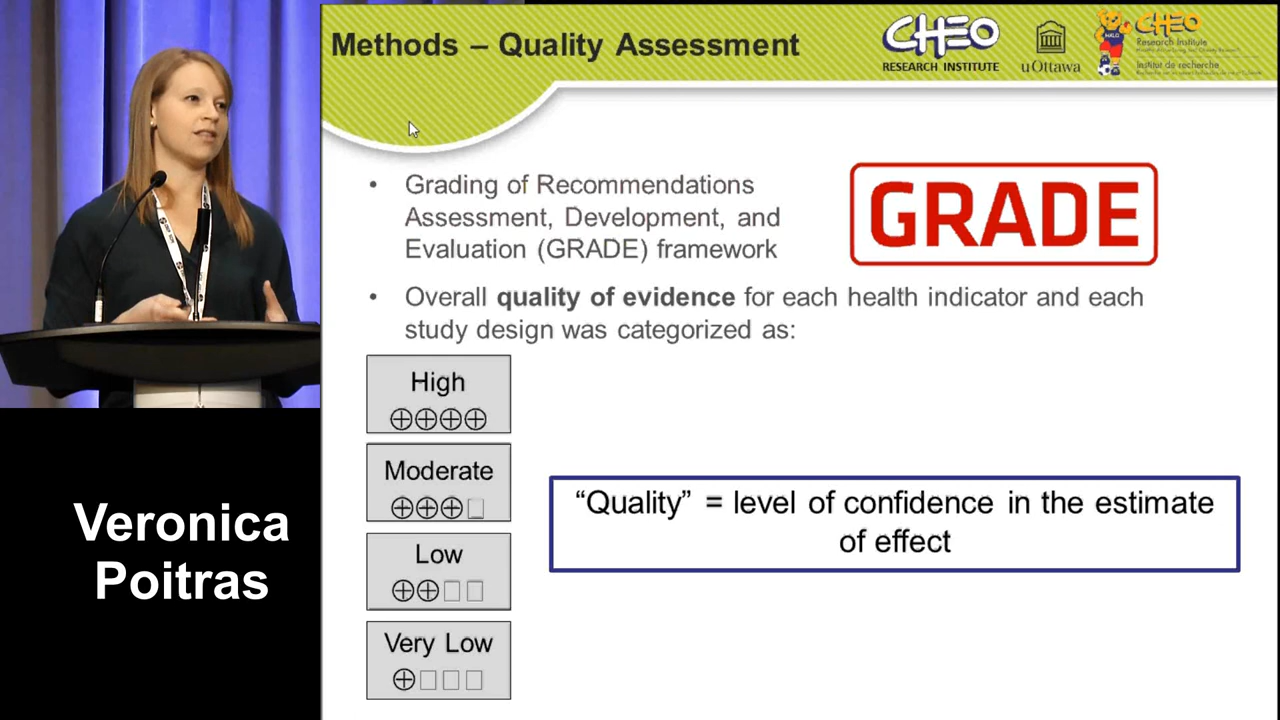 Methods – Quality Assessment
CHEO
RESEARCH INSTITUTE
uOttawa
HALO
CHEO
Research Institute
Institut de recherche
• Grading of Recommendations
Assessment, Development, and
Evaluation (GRADE) framework
GRADE
• Overall quality of evidence for each health indicator and each
study design was categorized as:
High
⊕⊕⊕⊕
Moderate
⊕⊕⊕□
Low
⊕⊕□□
Very Low
⊕□□□
“Quality” = level of confidence in the estimate
of effect
Veronica
Poitras